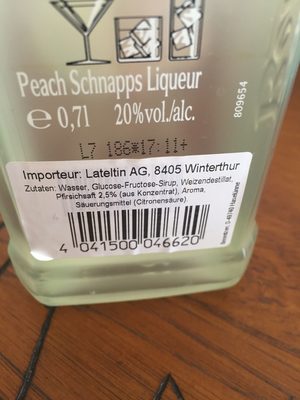 Peach Schnapps Liqueur
e 0,7l 20%vol./alc.
809654
L7 186*17:11+
Importeur: Lateltin AG, 8405 Winterthur
Zutaten: Wasser, Glucose-Fructose-Sirup, Weizendestillat,
Pfirsichsaft 2,5% (aus Konzentrat), Aroma,
Säuerungsmittel (Citronensäure)
4 041500 046620